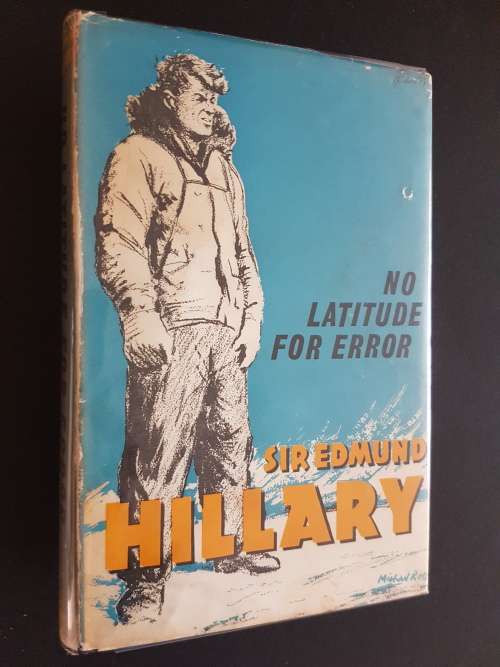 NO
LATITUDE
FOR ERROR
SIR EDMUND
HILLARY